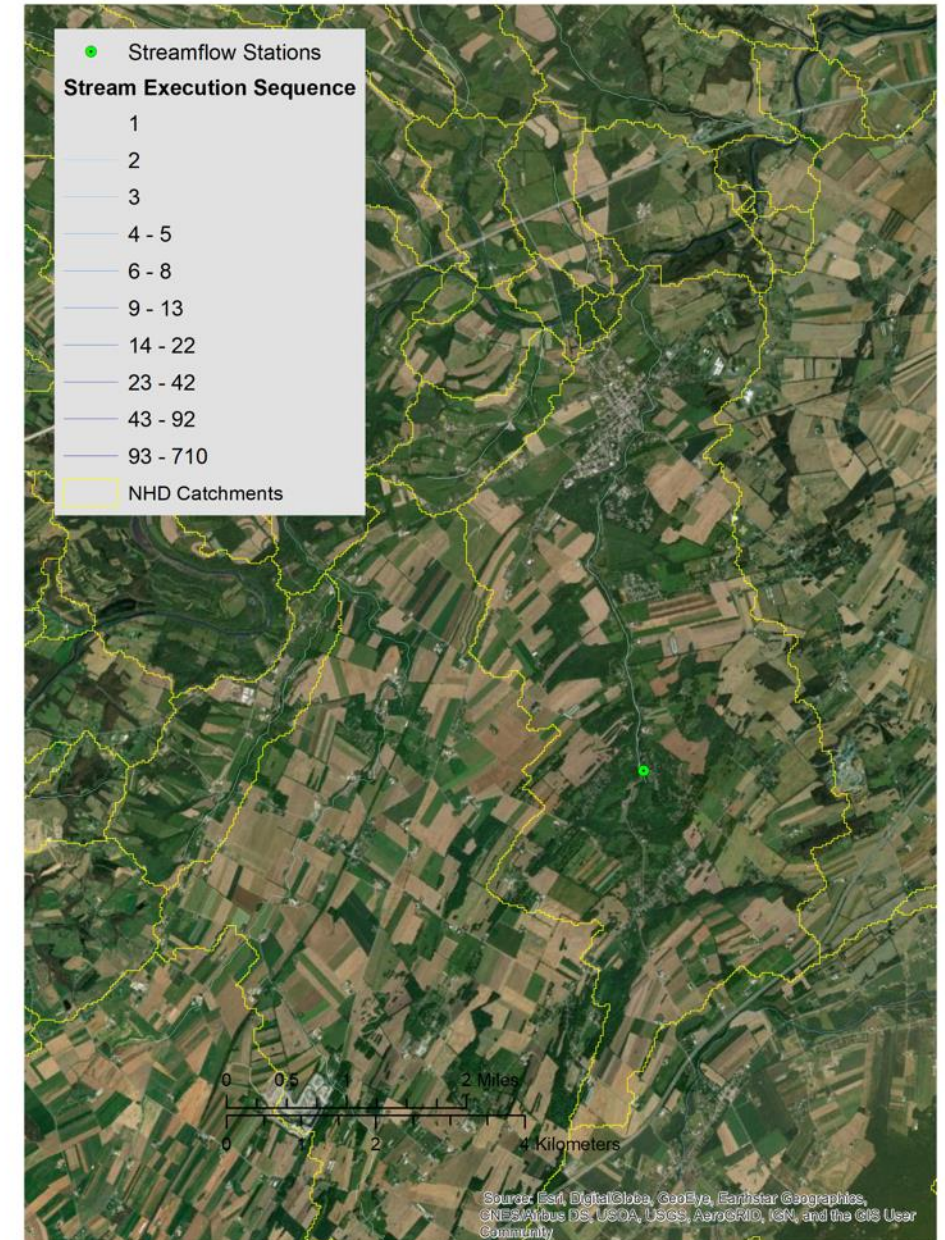 Streamflow Stations
Stream Execution Sequence
1
2
3
4 - 5
6 - 8
9 - 13
14 - 22
23 - 42
43 - 92
93 - 710
NHD Catchments
0 0.5 1 2 Miles
0 1 2 4 Kilometers
Source: Esri, DigitalGlobe, GeoEye, Earthstar Geographics,
CNES/Airbus DS, USDA, USGS, AeroGRID, IGN, and the GIS User
Community